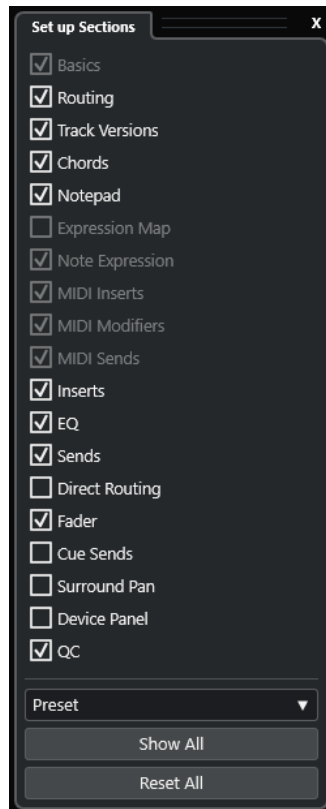 Set up Sections
X
Basics
Routing
Track Versions
Chords
Notepad
Expression Map
Note Expression
MIDI Inserts
MIDI Modifiers
MIDI Sends
Inserts
EQ
Sends
Direct Routing
Fader
Cue Sends
Surround Pan
Device Panel
QC
Preset
Show All
Reset All